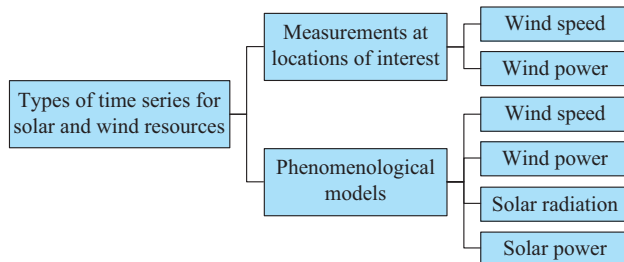 Types of time series for
solar and wind resources
Measurements at
locations of interest
Wind speed
Wind power
Phenomenological
models
Wind speed
Wind power
Solar radiation
Solar power